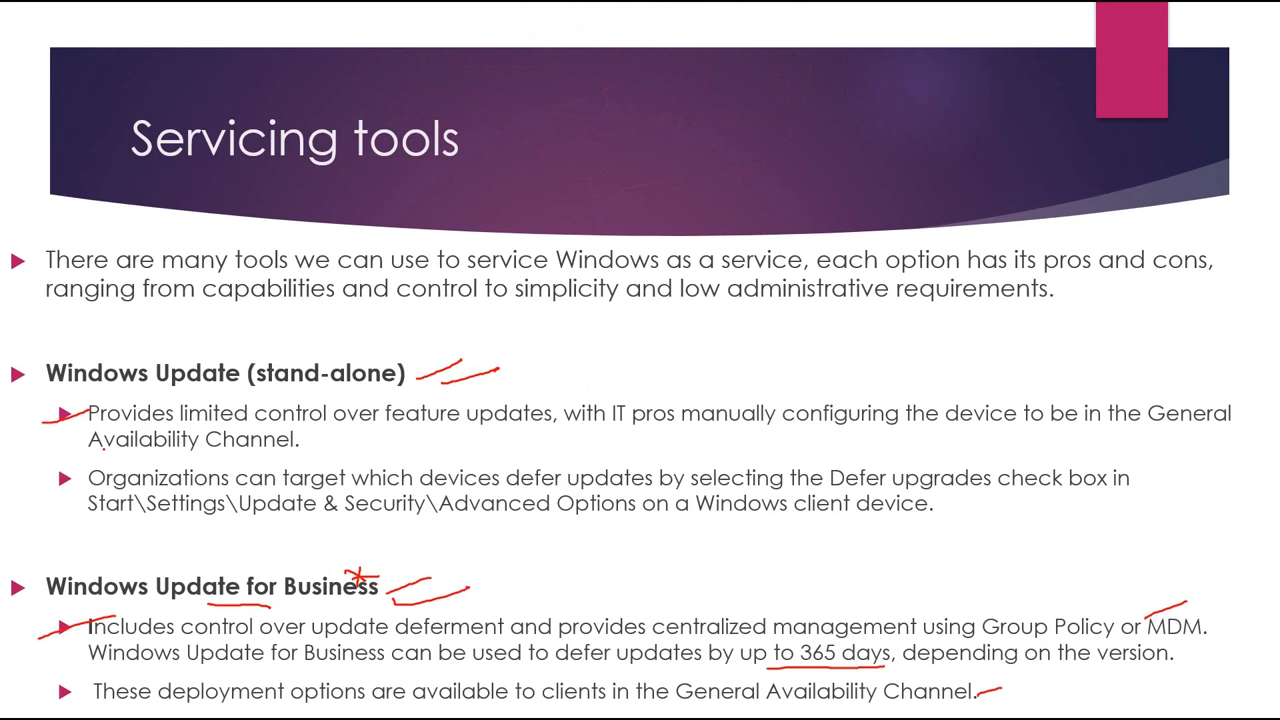 Servicing tools
There are many tools we can use to service Windows as a service, each option has its pros and cons,
ranging from capabilities and control to simplicity and low administrative requirements.
Windows Update (stand-alone)
Provides limited control over feature updates, with IT pros manually configuring the device to be in the General
Availability Channel.
Organizations can target which devices defer updates by selecting the Defer upgrades check box in
Start\Settings\Update & Security\Advanced Options on a Windows client device.
Windows Update for Business
Includes control over update deferment and provides centralized management using Group Policy or MDM.
Windows Update for Business can be used to defer updates by up to 365 days, depending on the version.
These deployment options are available to clients in the General Availability Channel.